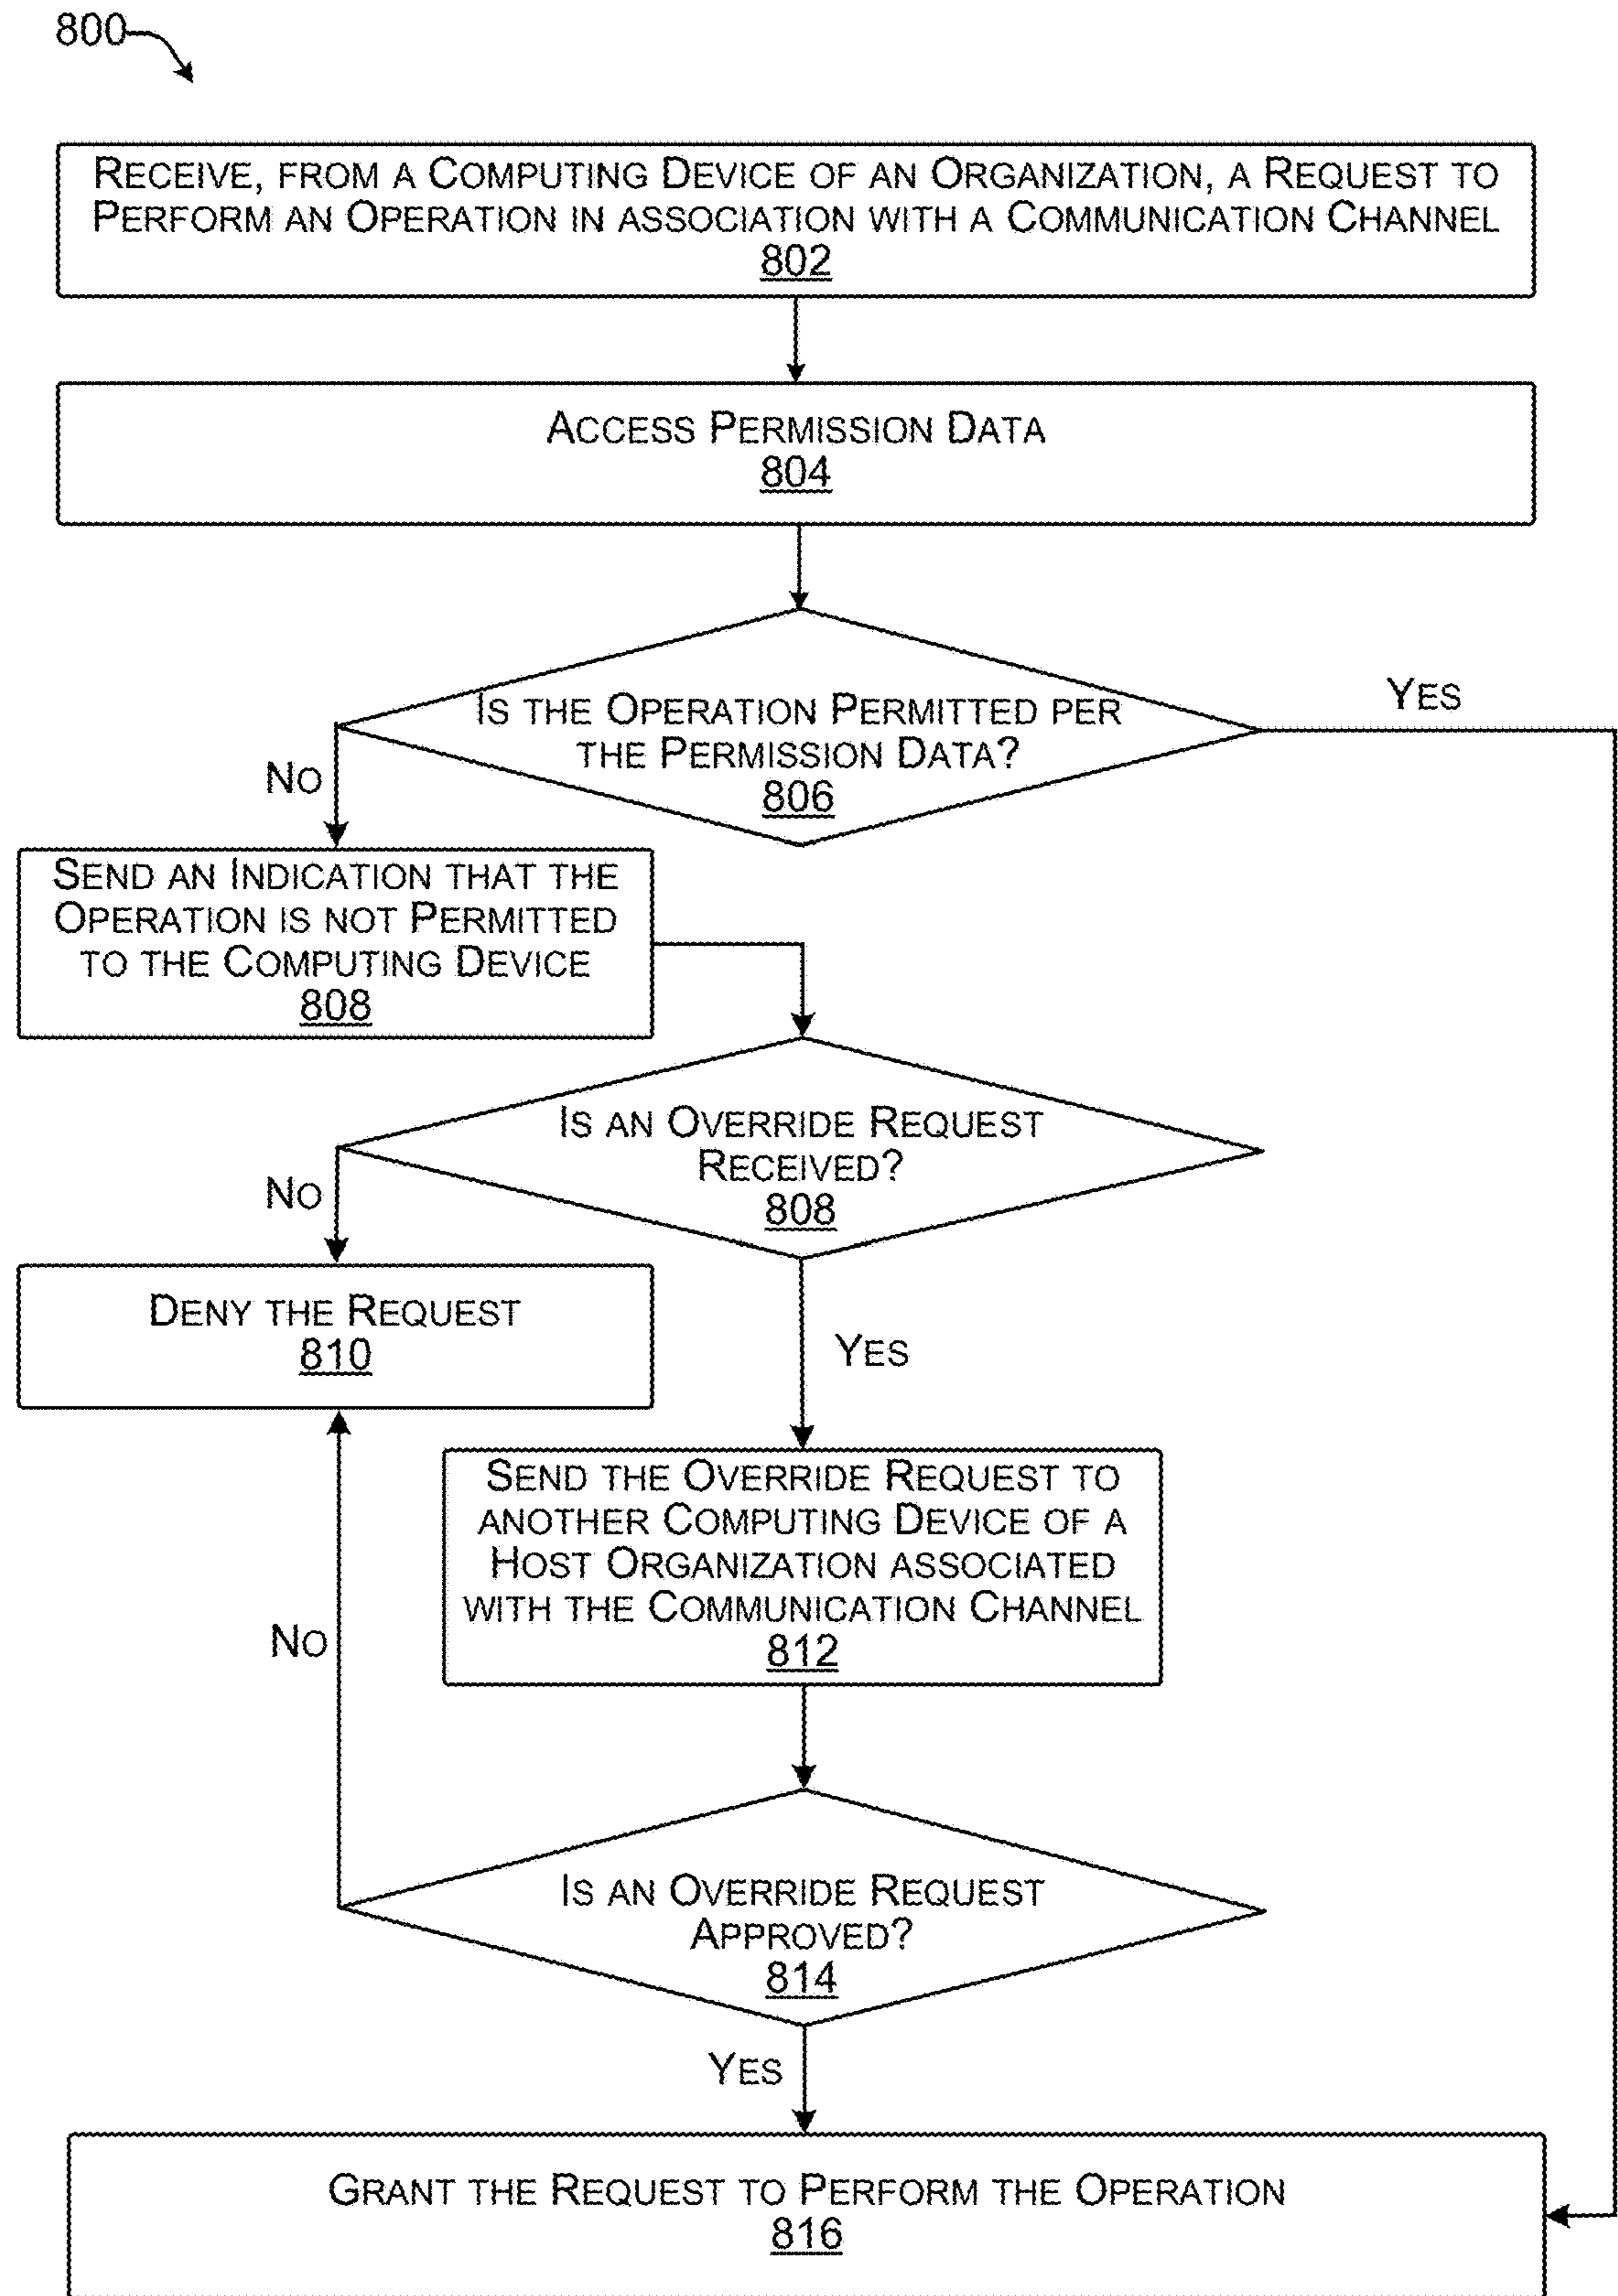 800
RECEIVE, FROM A COMPUTING DEVICE OF AN ORGANIZATION, A REQUEST TO
PERFORM AN OPERATION IN ASSOCIATION WITH A COMMUNICATION CHANNEL
802
ACCESS PERMISSION DATA
804
IS THE OPERATION PERMITTED PER
THE PERMISSION DATA?
806
YES
NO
SEND AN INDICATION THAT THE
OPERATION IS NOT PERMITTED
TO THE COMPUTING DEVICE
808
IS AN OVERRIDE REQUEST
RECEIVED?
808
NO
DENY THE REQUEST
810
YES
SEND THE OVERRIDE REQUEST TO
ANOTHER COMPUTING DEVICE OF A
HOST ORGANIZATION ASSOCIATED
WITH THE COMMUNICATION CHANNEL
812
NO
IS AN OVERRIDE REQUEST
APPROVED?
814
YES
GRANT THE REQUEST TO PERFORM THE OPERATION
816